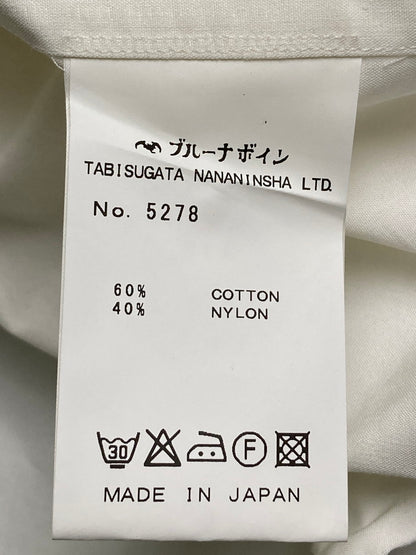 ブルーナボイン
TABISUGATA NANANINSHA LTD.
No. 5278
60% COTTON
40% NYLON
30 F
MADE IN JAPAN